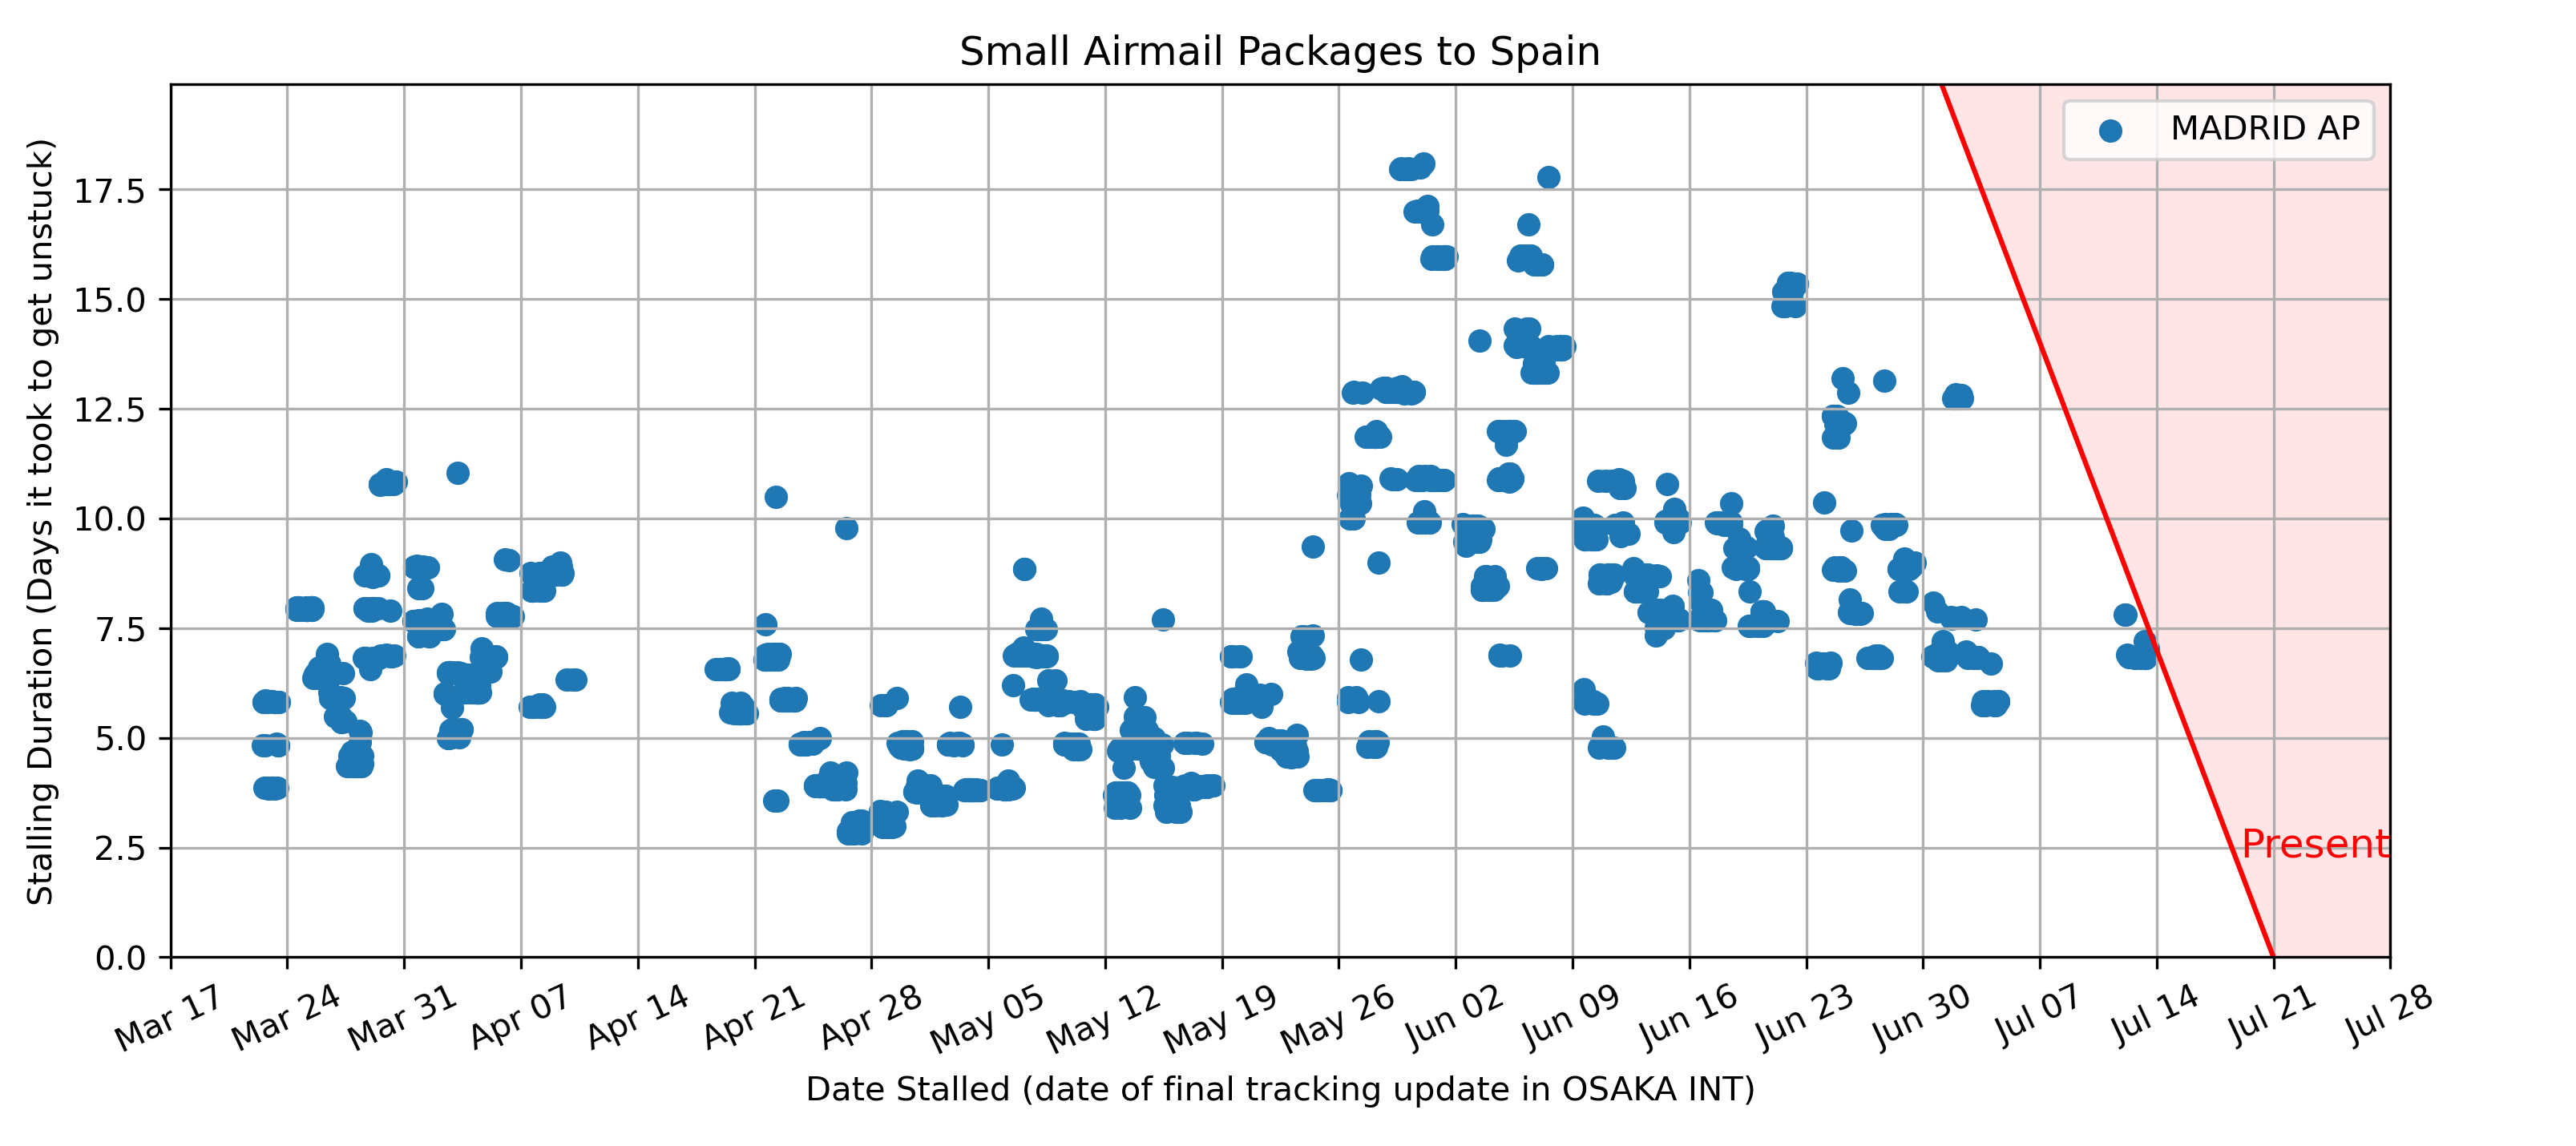 Small Airmail Packages to Spain
MADRID AP
Stalling Duration (Days it took to get unstuck)
17.5
15.0
12.5
10.0
7.5
5.0
2.5
0.0
Present
Mar 17 Mar 24 Mar 31 Apr 07 Apr 14 Apr 21 Apr 28 May 05 May 12 May 19 May 26 Jun 02 Jun 09 Jun 16 Jun 23 Jun 30 Jul 07 Jul 14 Jul 21 Jul 28
Date Stalled (date of final tracking update in OSAKA INT)